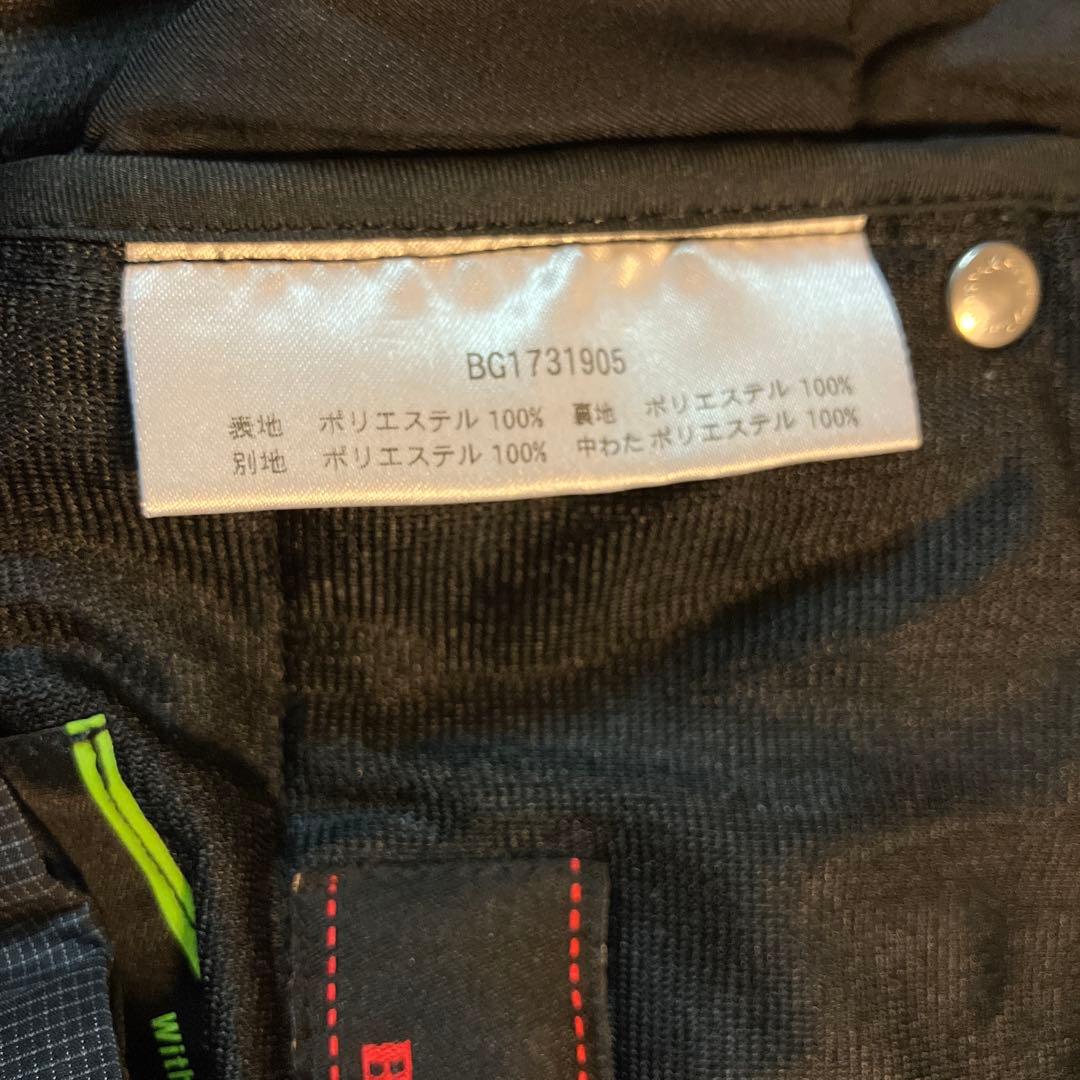 BG1731905
表地 ポリエステル 100% 裏地 ポリエステル 100%
別地 ポリエステル 100% 中わた ポリエステル 100%
With
B